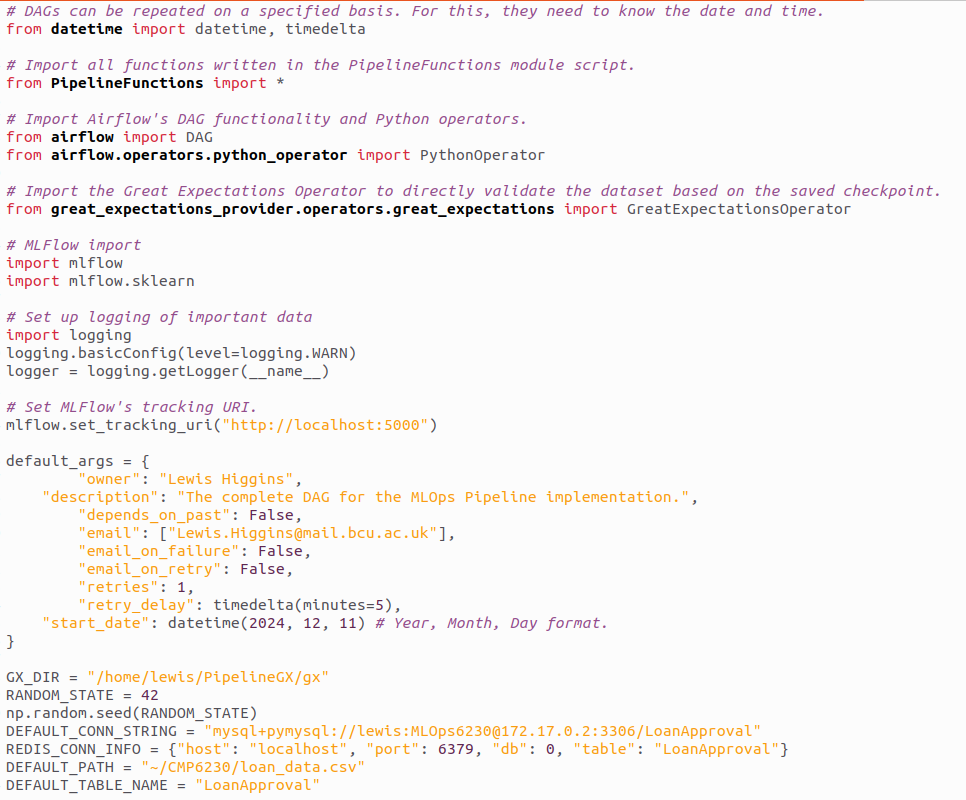 # DAGs can be repeated on a specified basis. For this, they need to know the date and time.
from datetime import datetime, timedelta

# Import all functions written in the PipelineFunctions module script.
from PipelineFunctions import *

# Import Airflow's DAG functionality and Python operators.
from airflow import DAG
from airflow.operators.python_operator import PythonOperator

# Import the Great Expectations Operator to directly validate the dataset based on the saved checkpoint.
from great_expectations_provider.operators.great_expectations import GreatExpectationsOperator

# MLFlow import
import mlflow
import mlflow.sklearn

# Set up logging of important data
import logging
logging.basicConfig(level=logging.WARN)
logger = logging.getLogger(__name__)

# Set MLFlow's tracking URI.
mlflow.set_tracking_uri("http://localhost:5000")

default_args = {
        "owner": "Lewis Higgins",
    "description": "The complete DAG for the MLOps Pipeline implementation.",
        "depends_on_past": False,
        "email": ["Lewis.Higgins@mail.bcu.ac.uk"],
        "email_on_failure": False,
        "email_on_retry": False,
        "retries": 1,
        "retry_delay": timedelta(minutes=5),
    "start_date": datetime(2024, 12, 11) # Year, Month, Day format.
}

GX_DIR = "/home/lewis/PipelineGX/gx"
RANDOM_STATE = 42
np.random.seed(RANDOM_STATE)
DEFAULT_CONN_STRING = "mysql+pymysql://lewis:MLOps6230@172.17.0.2:3306/LoanApproval"
REDIS_CONN_INFO = {"host": "localhost", "port": 6379, "db": 0, "table": "LoanApproval"}
DEFAULT_PATH = "~/CMP6230/loan_data.csv"
DEFAULT_TABLE_NAME = "LoanApproval"